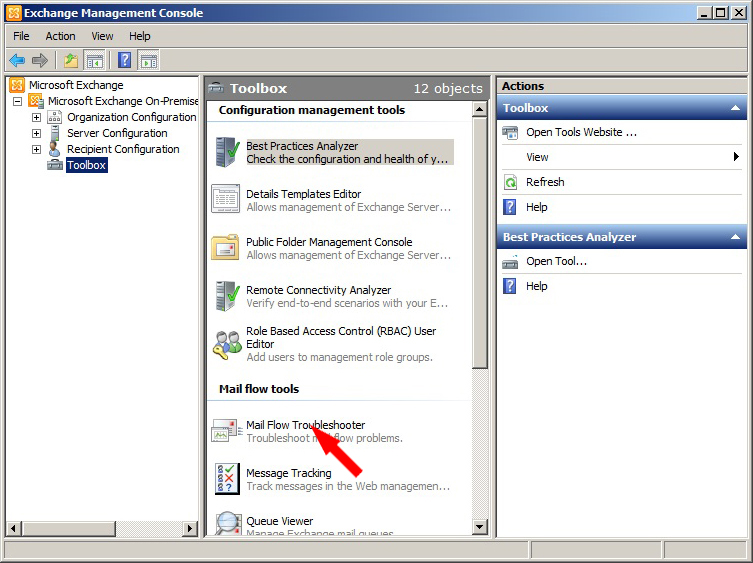 Exchange Management Console
File Action View Help
Microsoft Exchange
Microsoft Exchange On-Premise
Organization Configuration
Server Configuration
Recipient Configuration
Toolbox
Toolbox 12 objects
Configuration management tools
Best Practices Analyzer
Check the configuration and health of y...
Details Templates Editor
Allows management of Exchange Server...
Public Folder Management Console
Allows management of Exchange Server...
Remote Connectivity Analyzer
Verify end-to-end scenarios with your E...
Role Based Access Control (RBAC) User
Editor
Add users to management role groups.
Mail flow tools
Mail Flow Troubleshooter
Troubleshoot mail flow problems.
Message Tracking
Track messages in the Web managemen...
Queue Viewer
Manage Exchange mail queues.
Actions
Toolbox
Open Tools Website ...
View
Refresh
Help
Best Practices Analyzer
Open Tool...
Help